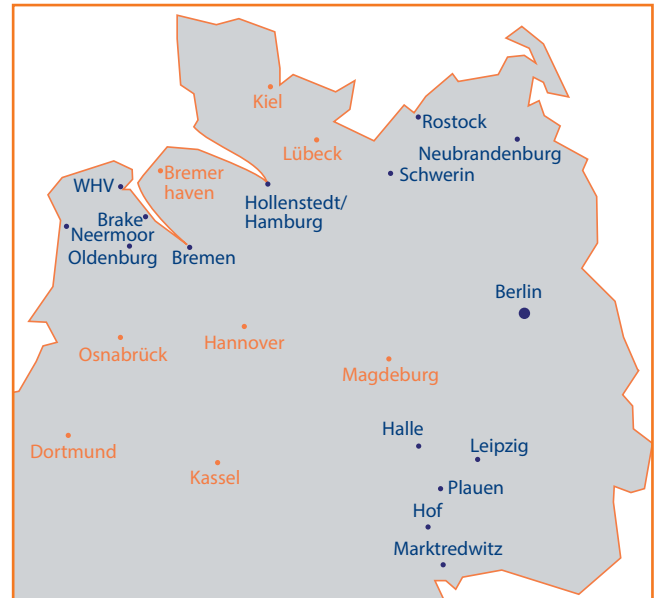 Kiel
Rostock
Lübeck
Neubrandenburg
Bremer
haven
Schwerin
WHV
Hollenstedt/
Hamburg
Brake
Neermoor
Oldenburg
Bremen
Berlin
Osnabrück
Hannover
Magdeburg
Halle
Leipzig
Dortmund
Kassel
Plauen
Hof
Marktredwitz